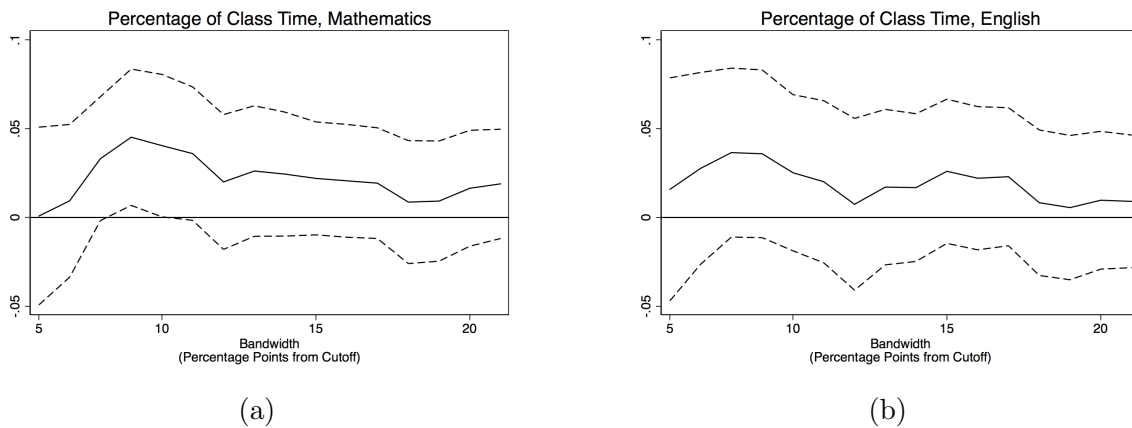 Percentage of Class Time, Mathematics
.1
.05
0
-.05
5 10 15 20
Bandwidth
(Percentage Points from Cutoff)
(a)
Percentage of Class Time, English
.1
.05
0
-.05
5 10 15 20
Bandwidth
(Percentage Points from Cutoff)
(b)